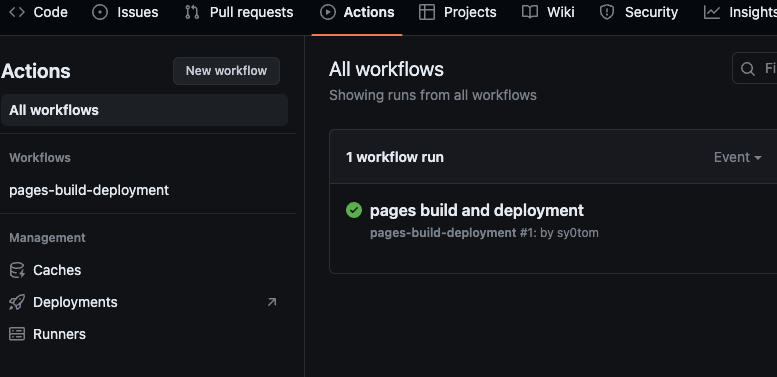 Code Issues Pull requests Actions Projects Wiki Security Insights
Actions New workflow
All workflows
Workflows
pages-build-deployment
Management
Caches
Deployments
Runners
All workflows
Showing runs from all workflows
1 workflow run Event
pages build and deployment
pages-build-deployment #1: by sy0tom